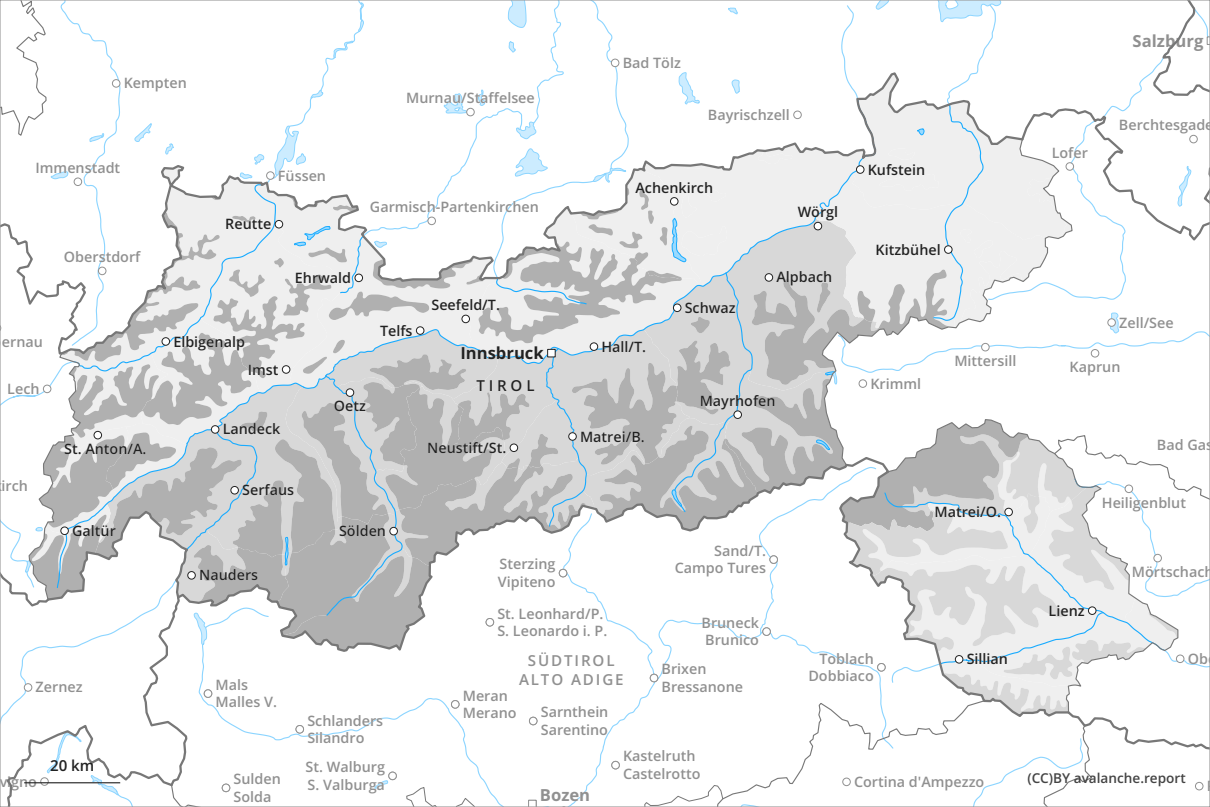 Salzburg
Kempten
Bad Tölz
Murnau/Staffelsee
Bayrischzell
Berchtesgade
Lofer
Immenstadt
Füssen
Kufstein
Achenkirch
Garmisch-Partenkirchen
Wörgl
Reutte
Kitzbühel
Oberstdorf
Ehrwald
Alpbach
Seefeld/T.
Schwaz
Telfs
Zell/See
ernau
Elbigenalp
Innsbruck
Hall/T.
Mittersill
Kaprun
Imst
TIROL
Lech
Krimml
Oetz
Mayrhofen
Landeck
Matrei/B.
St. Anton/A.
Neustift/St.
Bad Gas
irch
Serfaus
Heiligenblut
Matrei/O.
Galtür
Sölden
Sand/T.
Campo Tures
Sterzing
Vipiteno
Mörtschach
Nauders
St. Leonhard/P.
S. Leonardo i. P.
Lienz
Bruneck
Brunico
SÜDTIROL
ALTO ADIGE
Toblach
Dobbiaco
Sillian
Obe
Brixen
Bressanone
Zernez
Mals
Malles V.
Meran
Merano
Sarnthein
Sarentino
Schlanders
Silandro
20 km
St. Walburg
S. Valburga
Kastelruth
Castelrotto
vigno
Sulden
Solda
Cortina d'Ampezzo
(CC)BY avalanche.report
Bozen